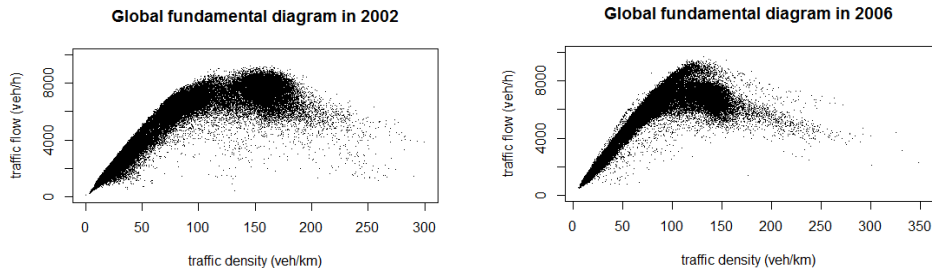 Global fundamental diagram in 2002
traffic flow (veh/h)
8000
4000
0
0 50 100 150 200 250 300
traffic density (veh/km)
Global fundamental diagram in 2006
traffic flow (veh/h)
8000
4000
0
0 50 100 150 200 250 300 350
traffic density (veh/km)